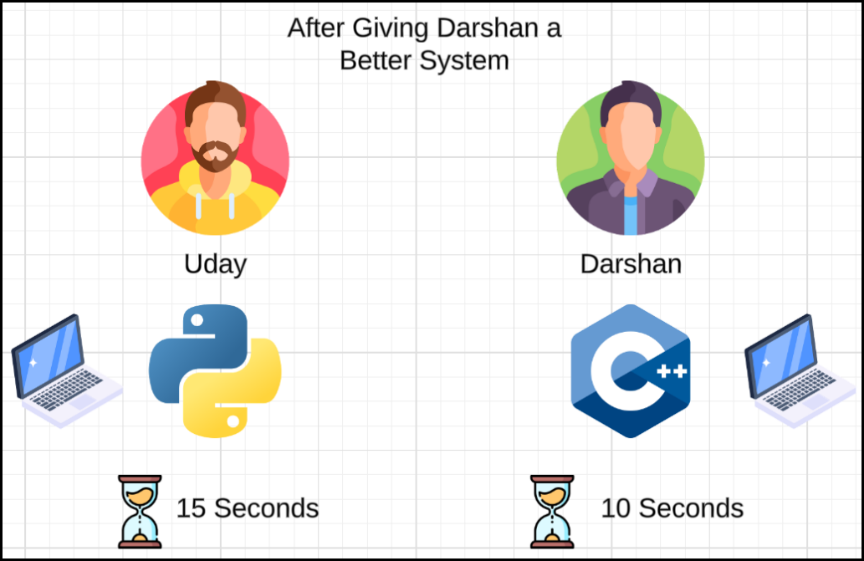 After Giving Darshan a
Better System
Uday
Darshan
C++
15 Seconds
10 Seconds